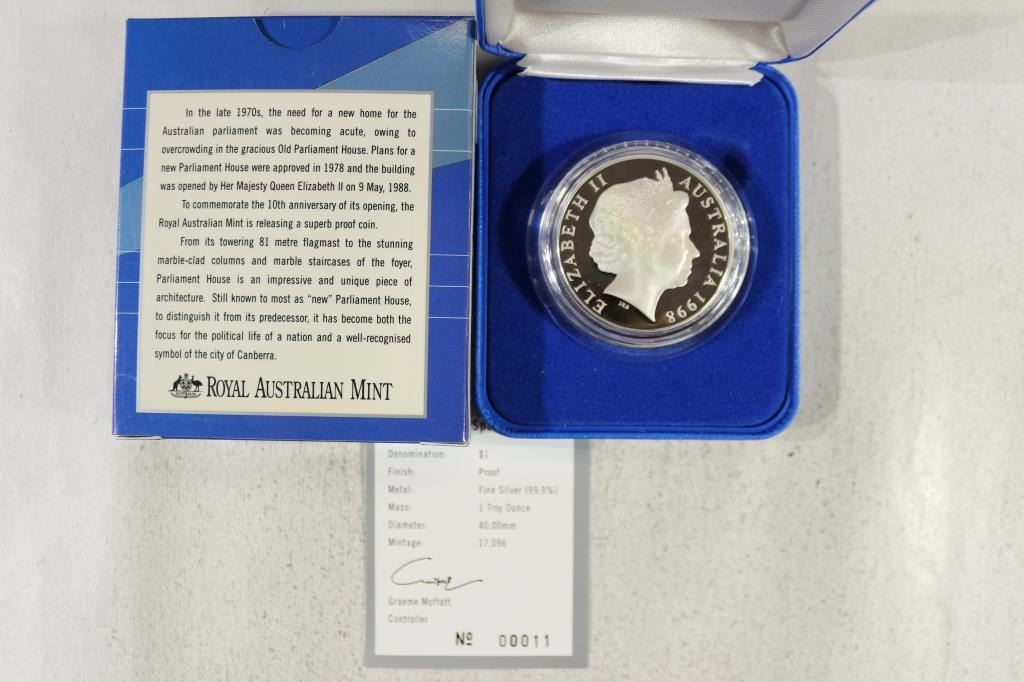 In the late 1970s, the need for a new home for the
Australian parliament was becoming acute, owing to
overcrowding in the gracious Old Parliament House. Plans for a
new Parliament House were approved in 1978 and the building
was opened by Her Majesty Queen Elizabeth II on 9 May, 1988.
To commemorate the 10th anniversary of its opening, the
Royal Australian Mint is releasing a superb proof coin.
From its towering 81 metre flagmast to the stunning
marble-clad columns and marble staircases of the foyer,
Parliament House is an impressive and unique piece of
architecture. Still known to most as “new” Parliament House,
to distinguish it from its predecessor, it has become both the
focus for the political life of a nation and a well-recognised
symbol of the city of Canberra.
ROYAL AUSTRALIAN MINT
ELIZABETH II
AUSTRALIA 1998
IRB
Denomination: $1
Finish: Proof
Metal: Fine Silver (99.9%)
Mass: 1 Troy Ounce
Diameter: 40.00mm
Mintage: 17,096
Graeme Moffatt
Controller
Nº 00011